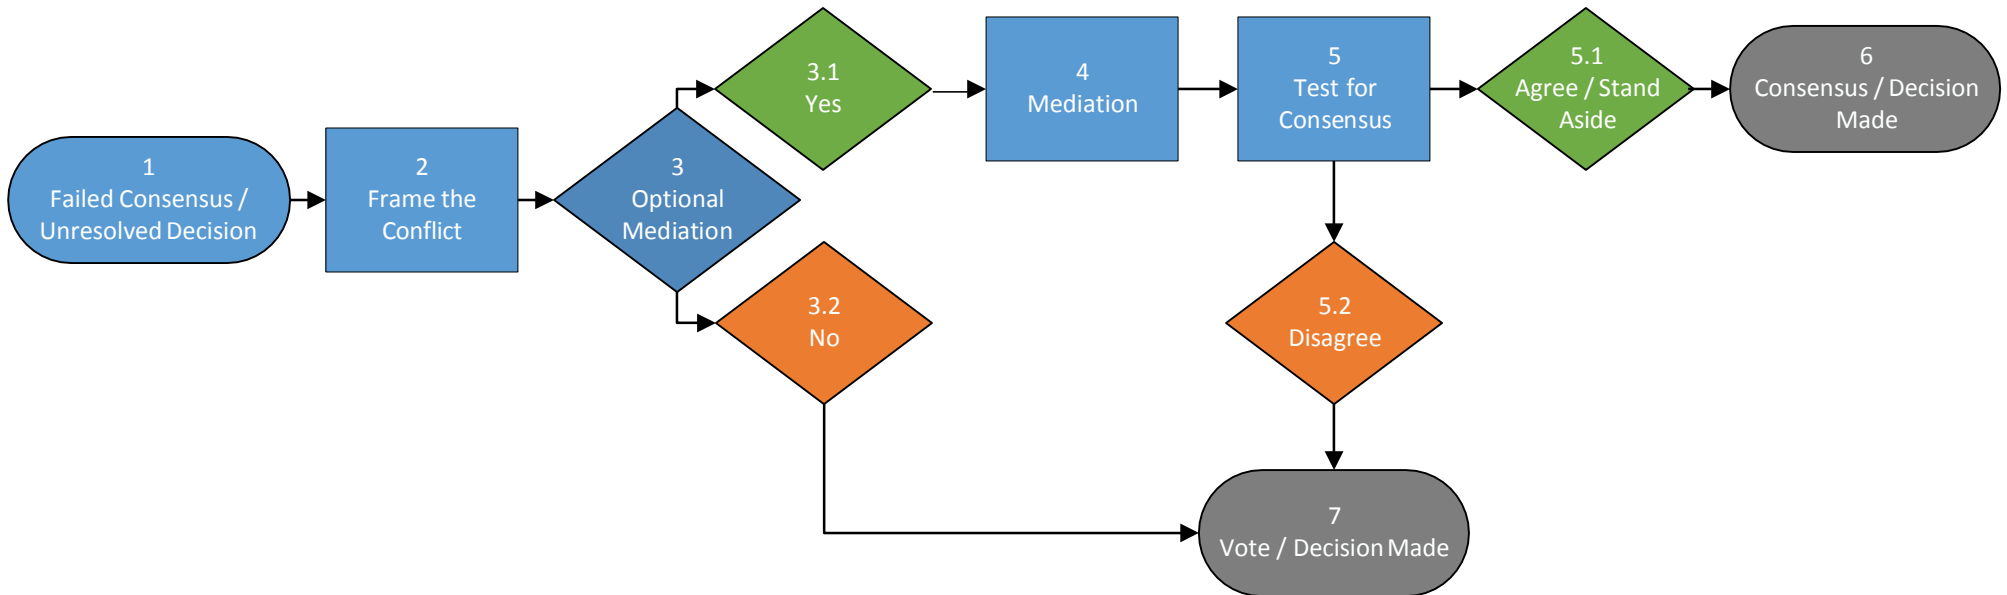 1
Failed Consensus /
Unresolved Decision
2
Frame the
Conflict
3
Optional
Mediation
3.1
Yes
3.2
No
4
Mediation
5
Test for
Consensus
5.1
Agree / Stand
Aside
5.2
Disagree
6
Consensus / Decision
Made
7
Vote / Decision Made